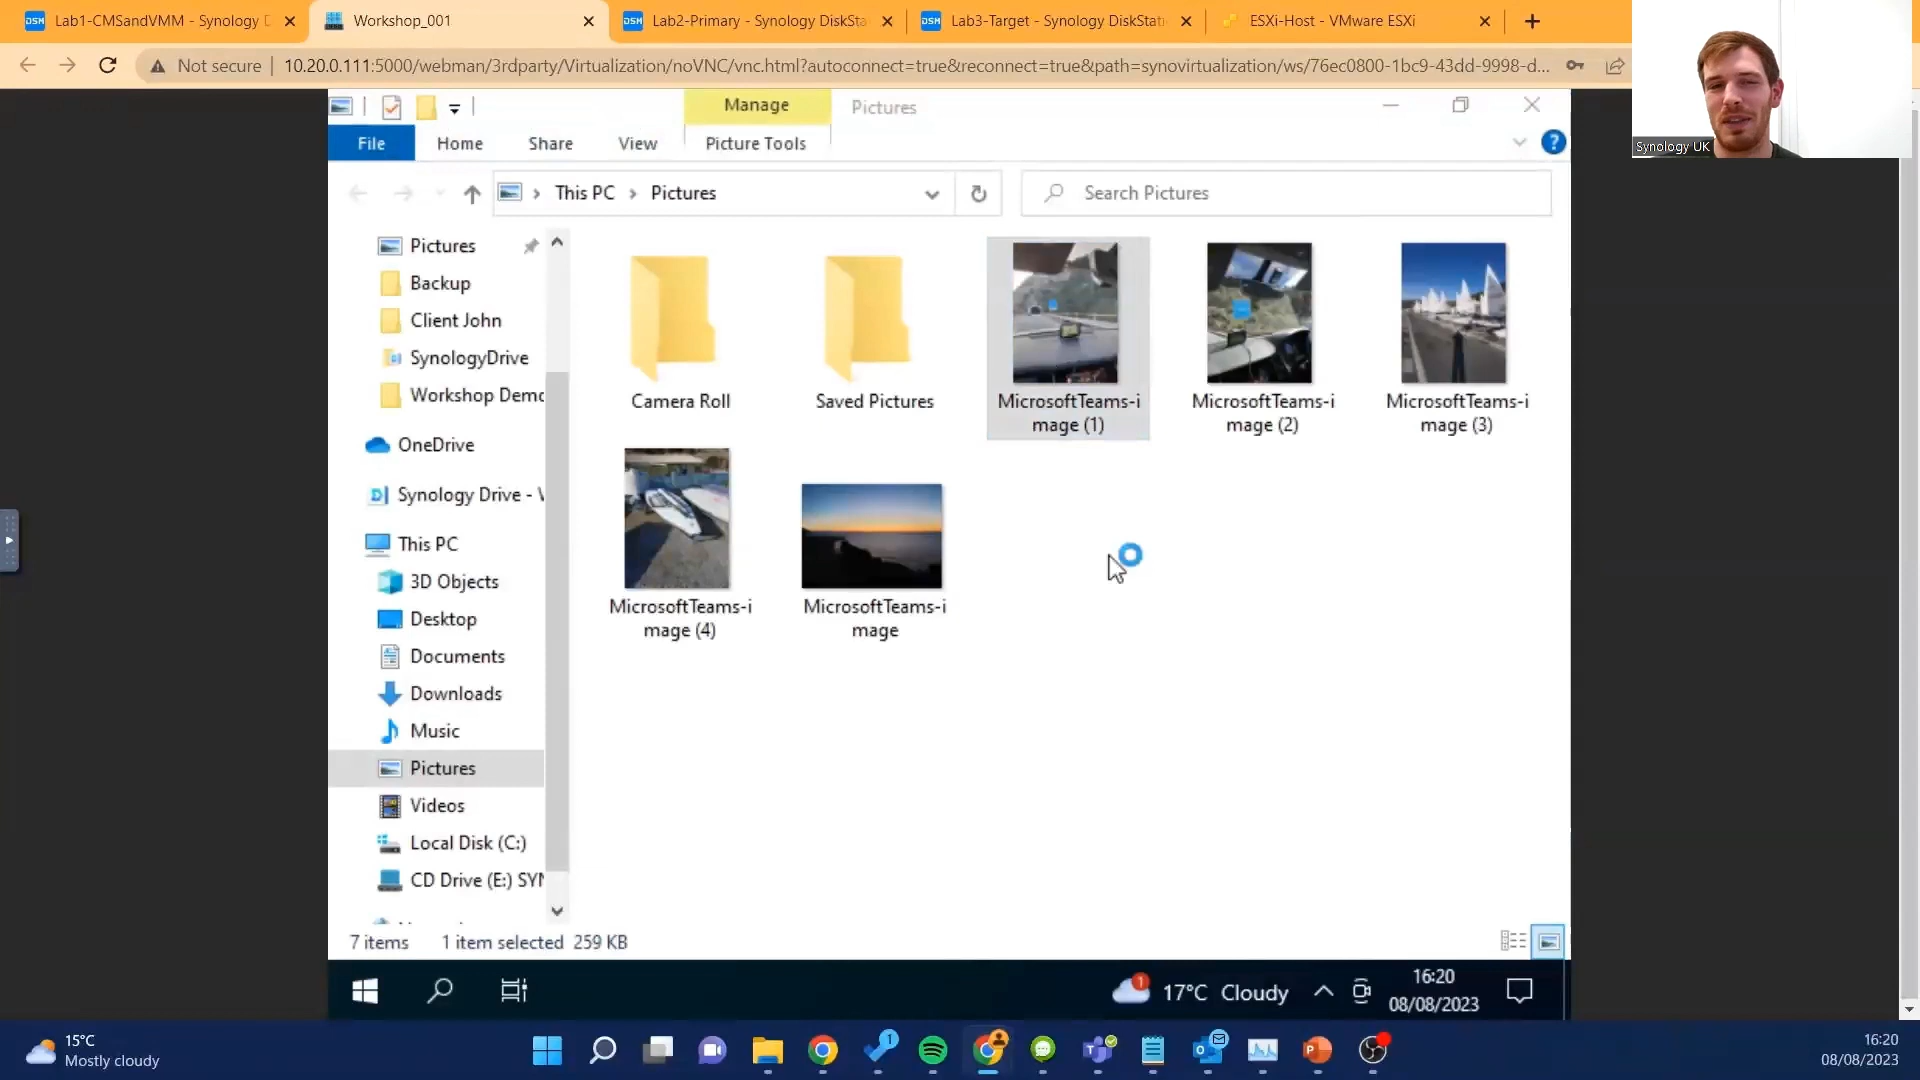 Lab1-CMSandVMM - Synology D
Workshop_001
Lab2-Primary - Synology DiskSta
Lab3-Target - Synology DiskStati
ESXi-Host - VMware ESXi
Not secure
10.20.0.111:5000/webman/3rdparty/Virtualization/noVNC/vnc.html?autoconnect=true&reconnect=true&path=synovirtualization/ws/76ec0800-1bc9-43dd-9998-d...
Synology UK
Manage
Pictures
File
Home
Share
View
Picture Tools
This PC > Pictures
Search Pictures
Pictures
Backup
Client John
SynologyDrive
Workshop Demo
OneDrive
Synology Drive - W
This PC
3D Objects
Desktop
Documents
Downloads
Music
Pictures
Videos
Local Disk (C:)
CD Drive (E:) SYN
Camera Roll
Saved Pictures
MicrosoftTeams-i
mage (1)
MicrosoftTeams-i
mage (2)
MicrosoftTeams-i
mage (3)
MicrosoftTeams-i
mage (4)
MicrosoftTeams-i
mage
7 items
1 item selected 259 KB
17°C Cloudy
16:20
08/08/2023
15°C
Mostly cloudy
16:20
08/08/2023